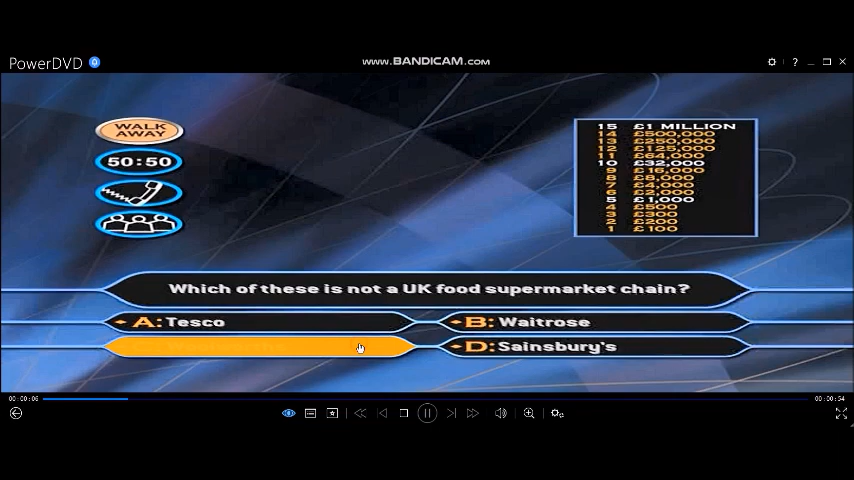 PowerDVD
www.BANDICAM.com
?
WALK AWAY
50:50
15 £1 MILLION
14 £500,000
13 £250,000
12 £125,000
11 £64,000
10 £32,000
9 £16,000
8 £8,000
7 £4,000
6 £2,000
5 £1,000
4 £500
3 £300
2 £200
1 £100
Which of these is not a UK food supermarket chain?
A: Tesco
B: Waitrose
D: Sainsbury's
00:00:06
00:00:54